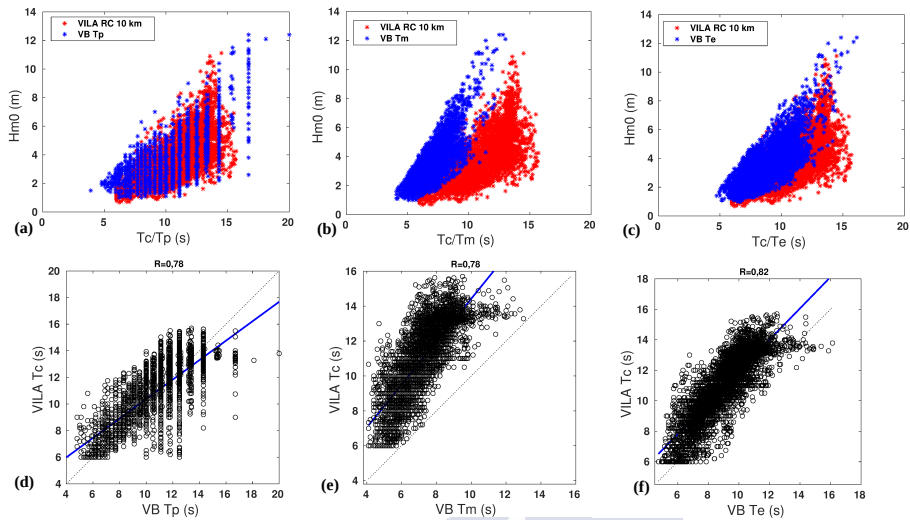 VILA RC 10 km
VB Tp
Hm0 (m)
14
12
10
8
6
4
2
0
0 5 10 15 20
Tc/Tp (s)
(a)
VILA RC 10 km
VB Tm
Hm0 (m)
14
12
10
8
6
4
2
0
0 5 10 15 20
Tc/Tm (s)
(b)
VILA RC 10 km
VB Te
Hm0 (m)
14
12
10
8
6
4
2
0
0 5 10 15 20
Tc/Te (s)
(c)
R=0,78
VILA Tc (s)
20
18
16
14
12
10
8
6
4
4 6 8 10 12 14 16 18 20
VB Tp (s)
(d)
R=0,78
VILA Tc (s)
16
14
12
10
8
6
4
4 6 8 10 12 14 16
VB Tm (s)
(e)
R=0,82
VILA Tc (s)
18
16
14
12
10
8
6
6 8 10 12 14 16 18
VB Te (s)
(f)